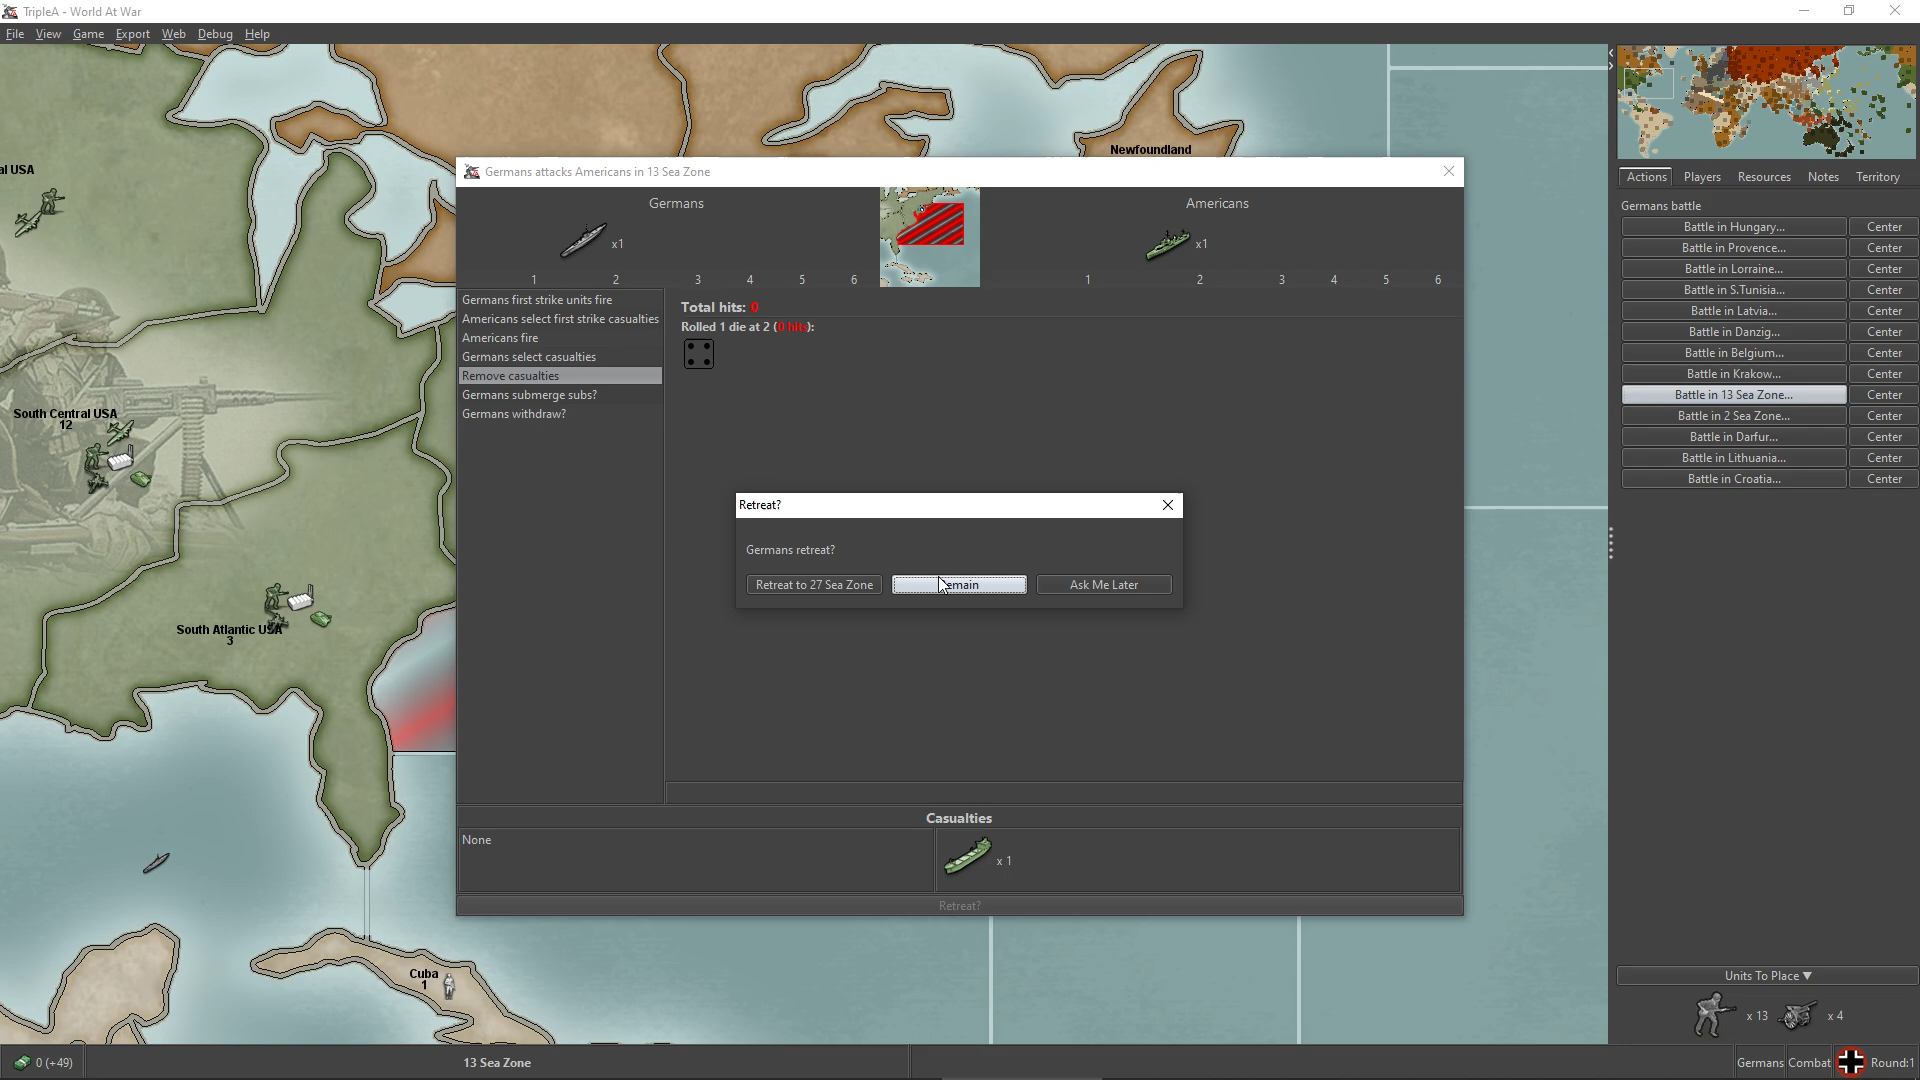 TripleA - World At War
File View Game Export Web Debug Help
al USA
South Central USA
12
South Atlantic USA
3
Newfoundland
Cuba
1
Germans attacks Americans in 13 Sea Zone
Germans
Americans
x1
x1
1 2 3 4 5 6
1 2 3 4 5 6
Germans first strike units fire
Americans select first strike casualties
Americans fire
Germans select casualties
Remove casualties
Germans submerge subs?
Germans withdraw?
Total hits: 0
Rolled 1 die at 2 (0 hits):
Retreat?
Germans retreat?
Retreat to 27 Sea Zone
Ask Me Later
Casualties
None
x 1
Retreat?
Actions Players Resources Notes Territory
Germans battle
Battle in Hungary... Center
Battle in Provence... Center
Battle in Lorraine... Center
Battle in S.Tunisia... Center
Battle in Latvia... Center
Battle in Danzig... Center
Battle in Belgium... Center
Battle in Krakow... Center
Battle in 13 Sea Zone... Center
Battle in 2 Sea Zone... Center
Battle in Darfur... Center
Battle in Lithuania... Center
Battle in Croatia... Center
Units To Place ▼
x 13 x 4
0 (+49)
13 Sea Zone
Germans Combat Round:1